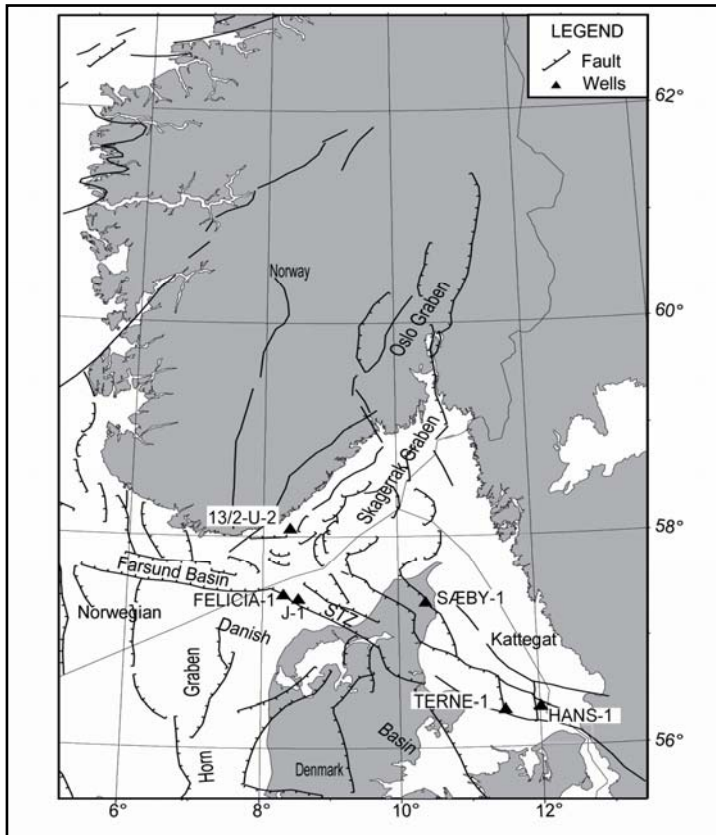 LEGEND
Fault
Wells
62°
Norway
60°
Oslo Graben
Skagerrak Graben
13/2-U-2
58°
Farsund Basin
FELICIA-1
J-1
STZ
SÆBY-1
Norwegian
Danish
Kattegat
Graben
TERNE-1
HANS-1
Basin
56°
Horn
Denmark
6°
8°
10°
12°